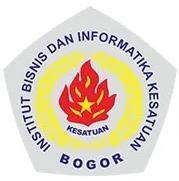 INSTITUT BISNIS DAN INFORMATIKA KESATUAN
KESATUAN
BOGOR